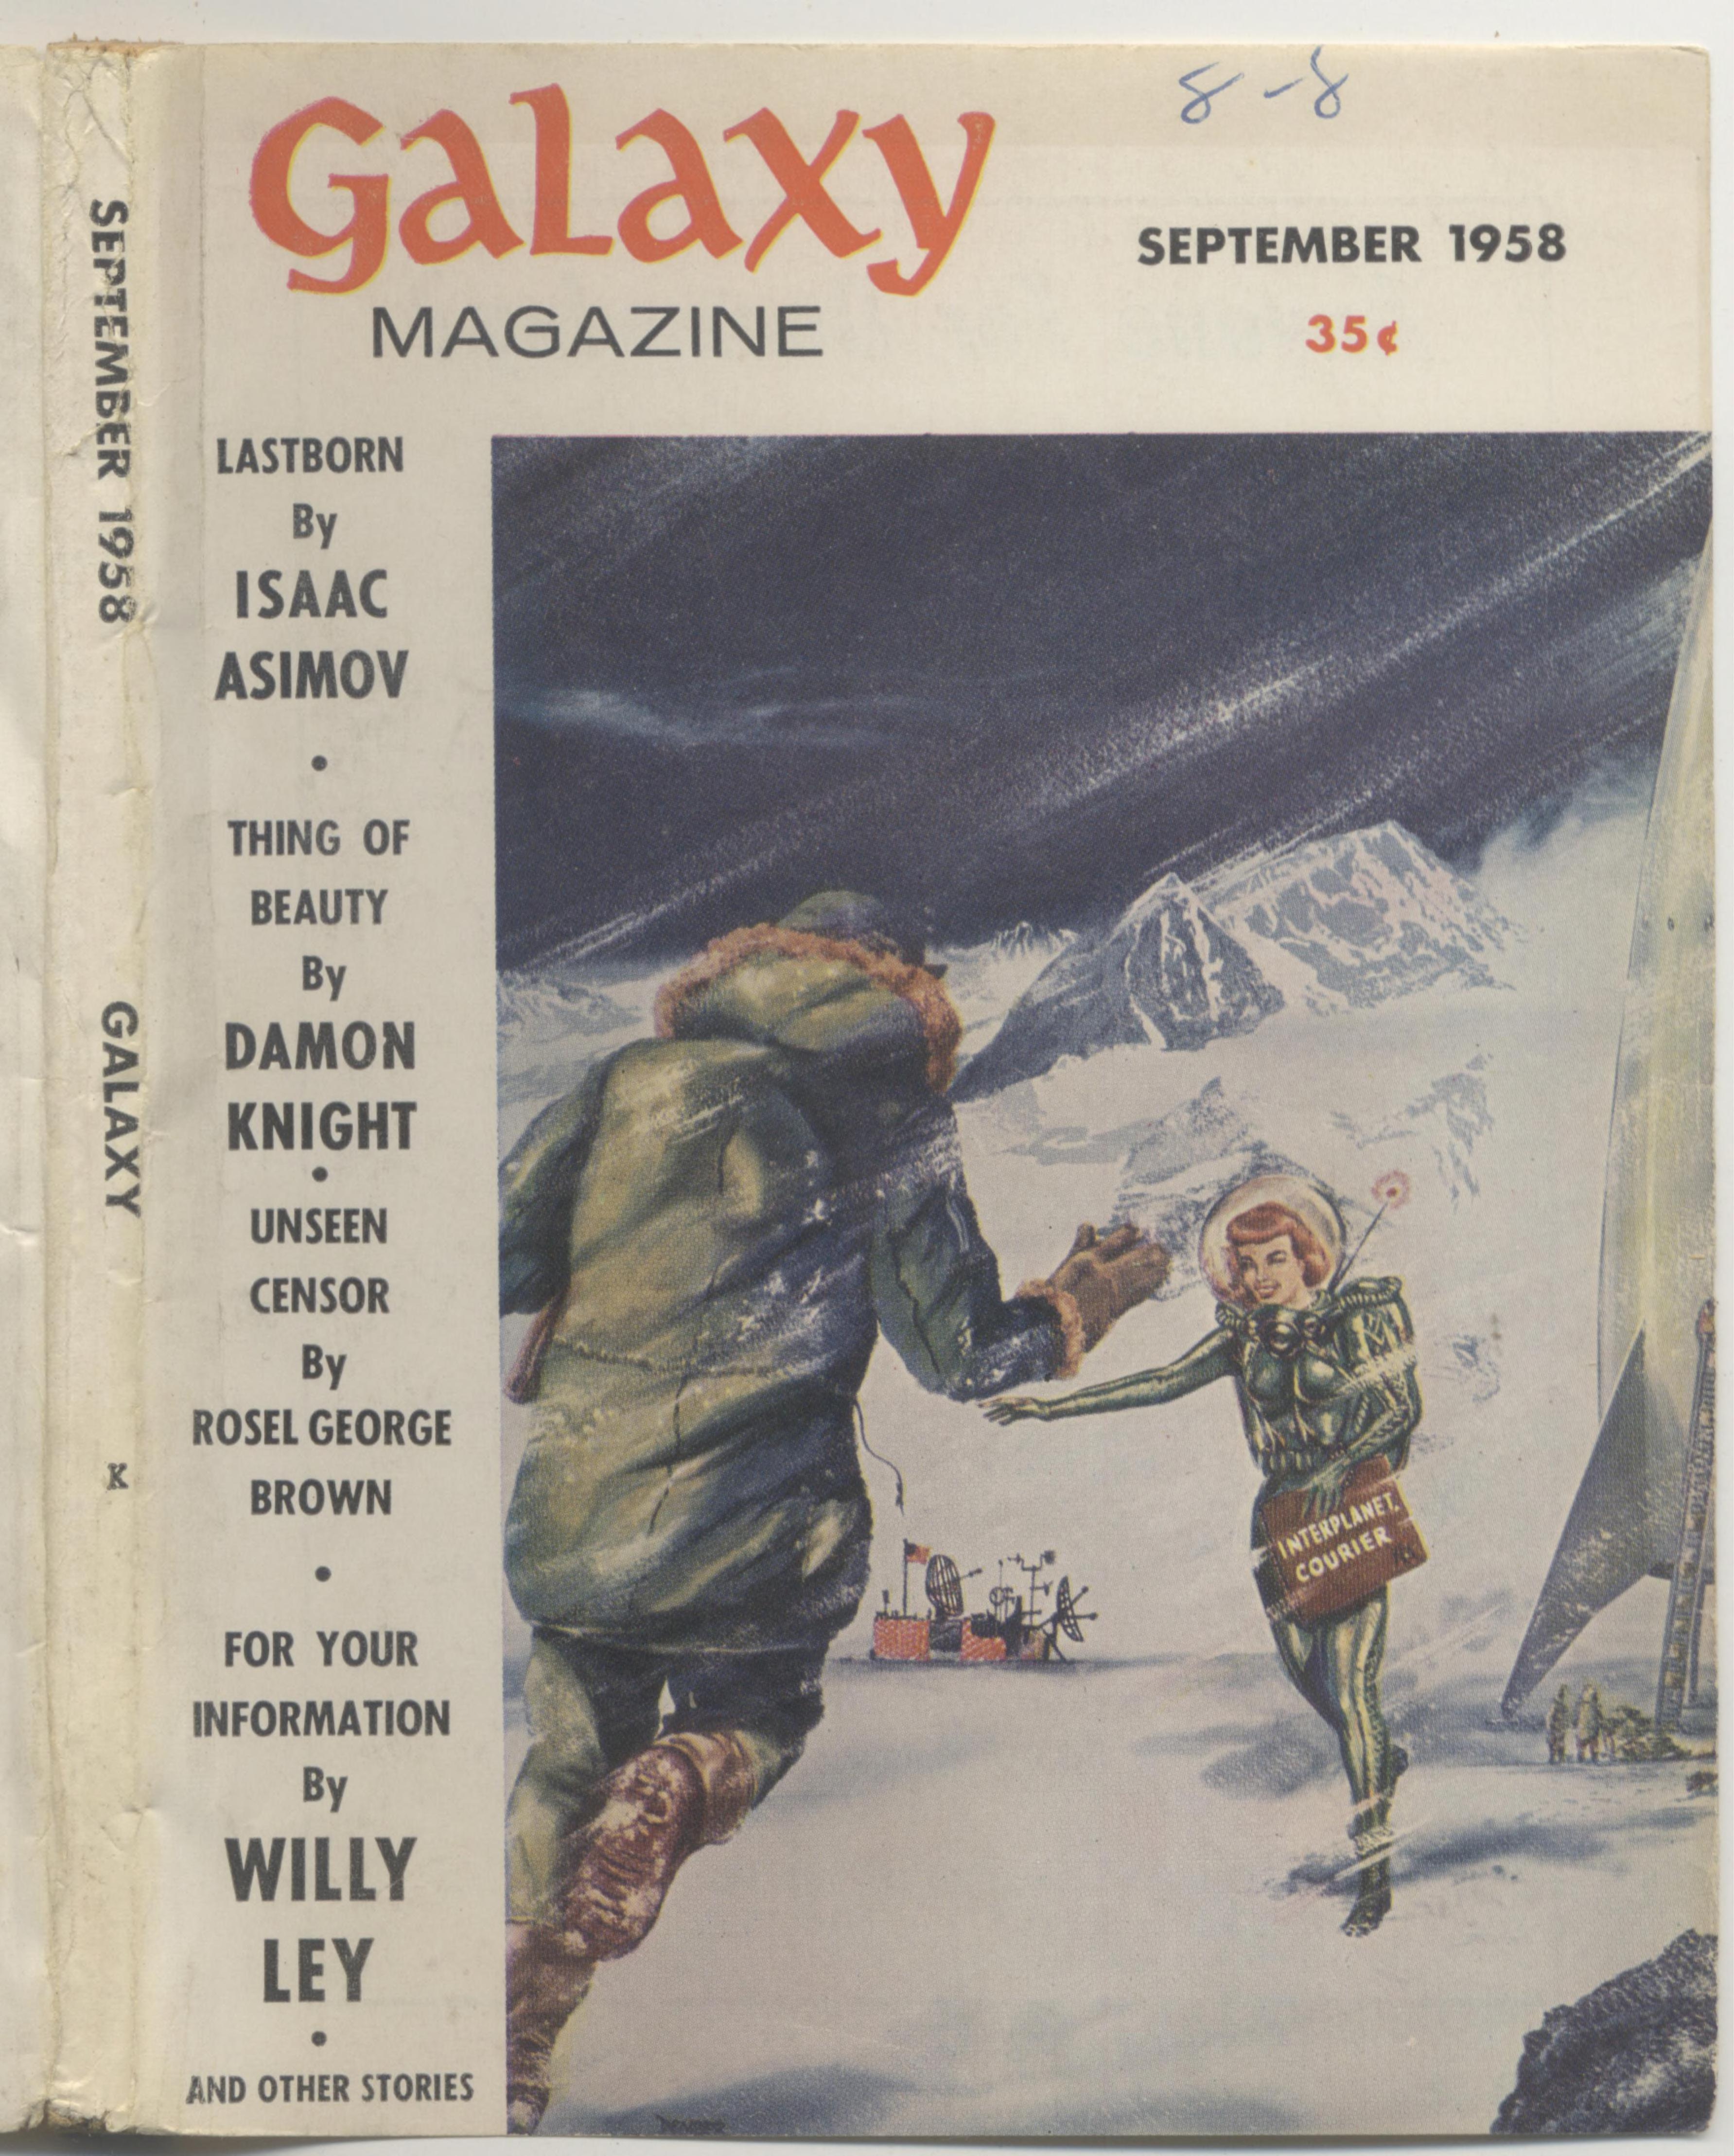 SEPTEMBER 1958
GALAXY
K
8-8
Galaxy
MAGAZINE
SEPTEMBER 1958
35¢
LASTBORN
By
ISAAC
ASIMOV
•
THING OF
BEAUTY
By
DAMON
KNIGHT
•
UNSEEN
CENSOR
By
ROSEL GEORGE
BROWN
•
FOR YOUR
INFORMATION
By
WILLY
LEY
•
AND OTHER STORIES
INTERPLANET.
COURIER